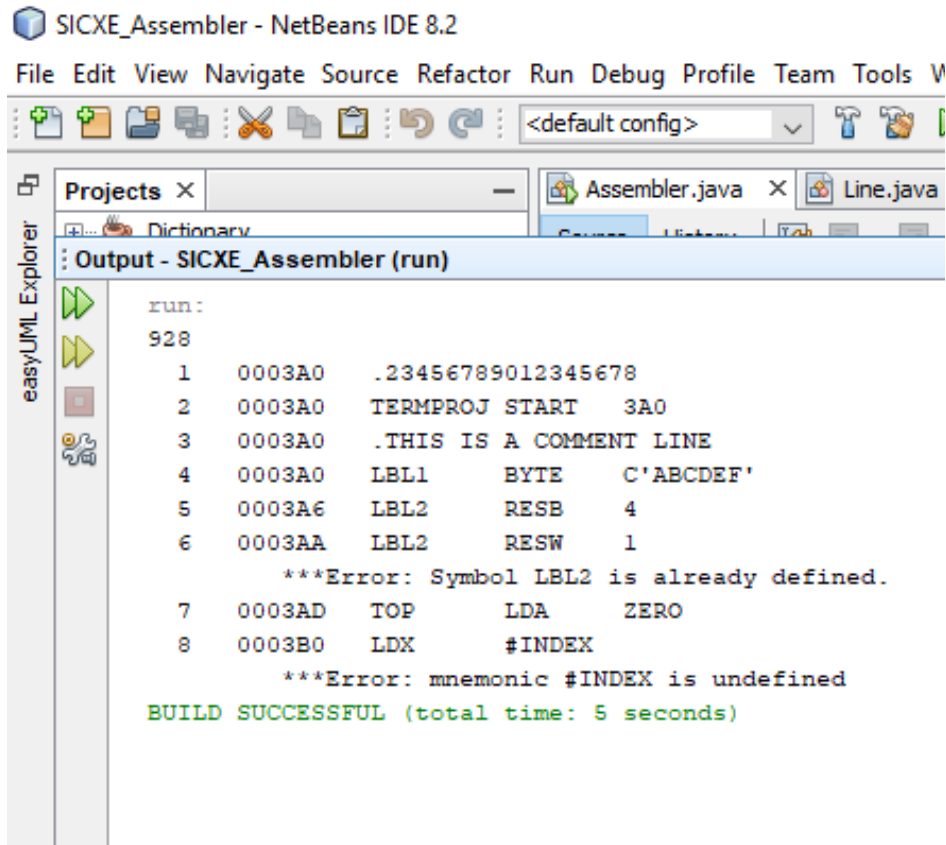 SICXE_Assembler - NetBeans IDE 8.2
File Edit View Navigate Source Refactor Run Debug Profile Team Tools
<default config>
Projects
Assembler.java
Line.java
Dictionary
Source History
easyUML Explorer
Output - SICXE_Assembler (run)
run:
928
1 0003A0 .23456789012345678
2 0003A0 TERMPROJ START 3A0
3 0003A0 .THIS IS A COMMENT LINE
4 0003A0 LBL1 BYTE C'ABCDEF'
5 0003A6 LBL2 RESB 4
6 0003AA LBL2 RESW 1
***Error: Symbol LBL2 is already defined.
7 0003AD TOP LDA ZERO
8 0003B0 LDX #INDEX
***Error: mnemonic #INDEX is undefined
BUILD SUCCESSFUL (total time: 5 seconds)